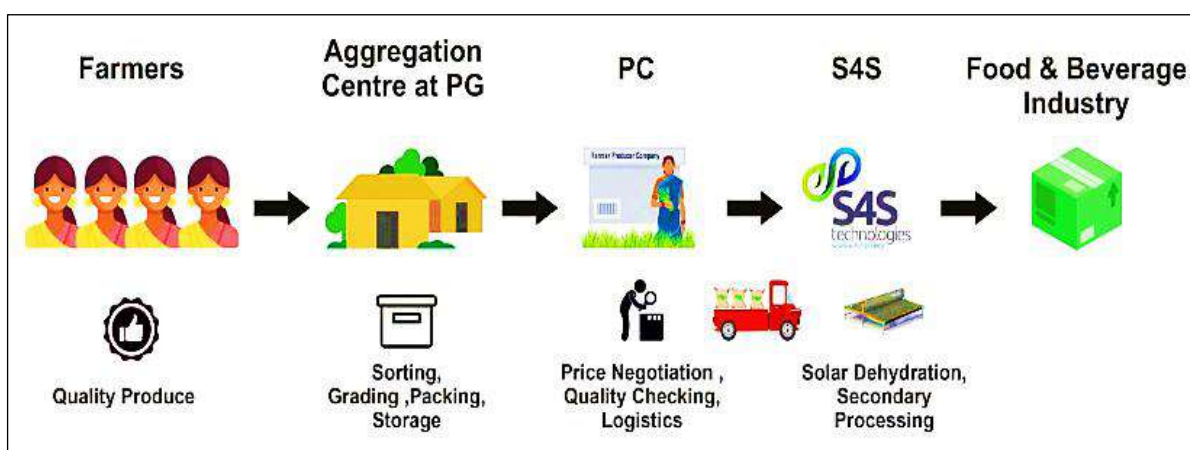 Farmers
Aggregation
Centre at PG
PC
S4S
Food & Beverage
Industry
Farmer Producer Company
S4S
technologies
Quality Produce
Sorting,
Grading ,Packing,
Storage
Price Negotiation ,
Quality Checking,
Logistics
Solar Dehydration,
Secondary
Processing